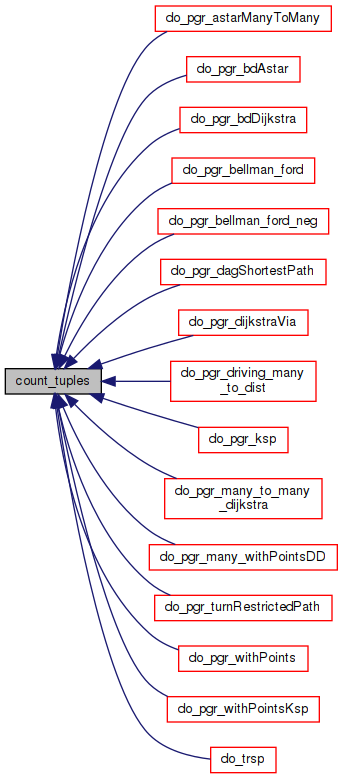 do_pgr_astarManyToMany
do_pgr_bdAstar
do_pgr_bdDijkstra
do_pgr_bellman_ford
do_pgr_bellman_ford_neg
do_pgr_dagShortestPath
do_pgr_dijkstraVia
count_tuples
do_pgr_driving_many
_to_dist
do_pgr_ksp
do_pgr_many_to_many
_dijkstra
do_pgr_many_withPointsDD
do_pgr_turnRestrictedPath
do_pgr_withPoints
do_pgr_withPointsKsp
do_trsp